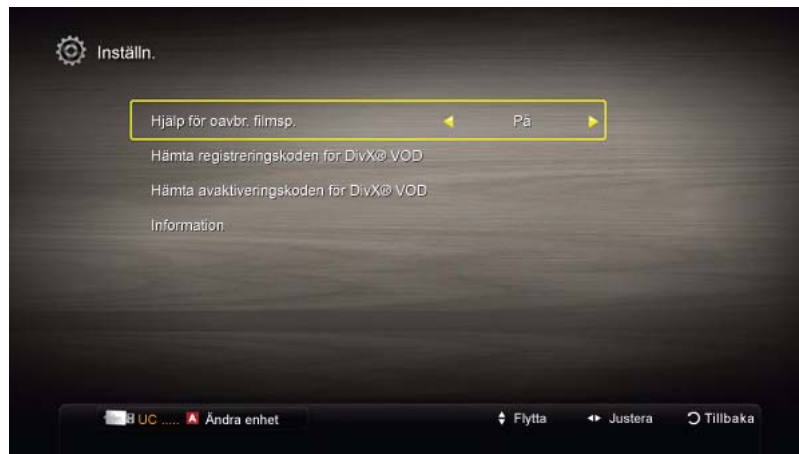 Inställn.
Hjälp för oavbr. filmsp. På
Hämta registreringskoden för DivX® VOD
Hämta avaktiveringskoden för DivX® VOD
Information
UC ..... A Ändra enhet Flytta Justera Tillbaka